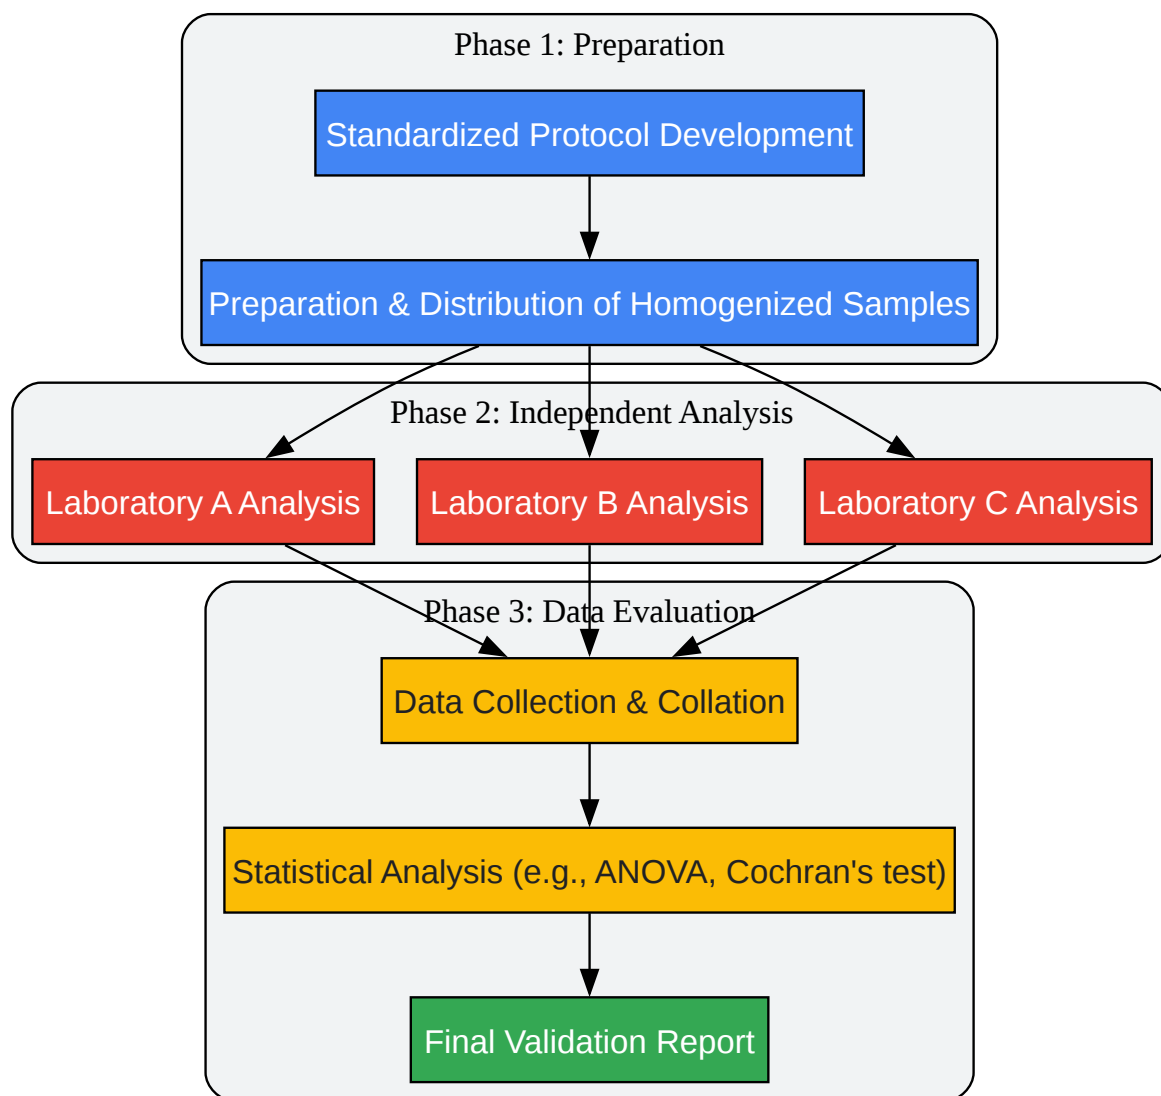 Phase 1: Preparation
Standardized Protocol Development
Preparation & Distribution of Homogenized Samples
Phase 2: Independent Analysis
Laboratory A Analysis
Laboratory B Analysis
Laboratory C Analysis
Phase 3: Data Evaluation
Data Collection & Collation
Statistical Analysis (e.g., ANOVA, Cochran's test)
Final Validation Report